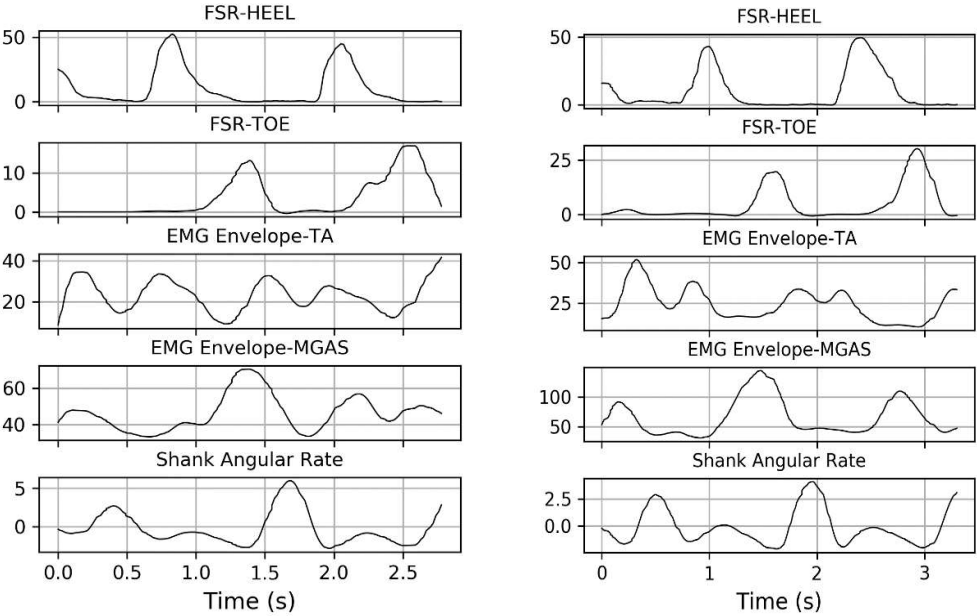 FSR-HEEL
50
0
FSR-TOE
10
0
EMG Envelope-TA
40
20
EMG Envelope-MGAS
60
40
Shank Angular Rate
5
0
0.0 0.5 1.0 1.5 2.0 2.5
Time (s)
FSR-HEEL
50
0
FSR-TOE
25
0
EMG Envelope-TA
50
25
EMG Envelope-MGAS
100
50
Shank Angular Rate
2.5
0.0
0 1 2 3
Time (s)